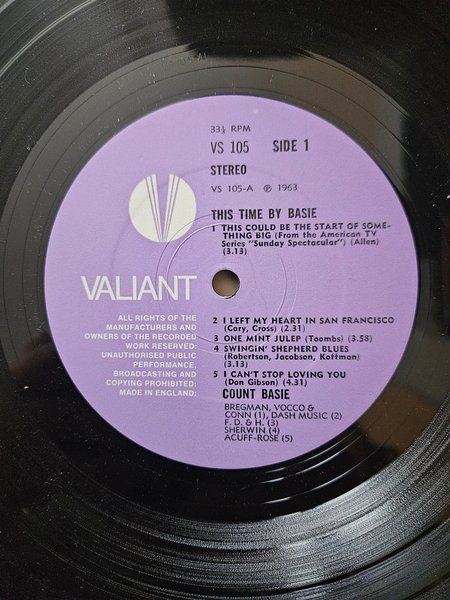 33⅓ RPM
VS 105 SIDE 1
STEREO
VS 105-A ℗ 1963
THIS TIME BY BASIE
1 THIS COULD BE THE START OF SOME-
THING BIG (From the American TV
Series "Sunday Spectacular") (Allen)
(3.13)
VALIANT
ALL RIGHTS OF THE
MANUFACTURERS AND
OWNERS OF THE RECORDED
WORK RESERVED:
UNAUTHORISED PUBLIC
PERFORMANCE,
BROADCASTING AND
COPYING PROHIBITED:
MADE IN ENGLAND:
2 I LEFT MY HEART IN SAN FRANCISCO
(Cory, Cross) (2.31)
3 ONE MINT JULEP (Toombs) (3.58)
4 SWINGIN' SHEPHERD BLUES
(Robertson, Jacobson, Koffman)
(3.13)
5 I CAN'T STOP LOVING YOU
(Don Gibson) (4.31)
COUNT BASIE
BREGMAN, VOCCO &
CONN (1), DASH MUSIC (2)
F. D. & H. (3)
SHERWIN (4)
ACUFF-ROSE (5)